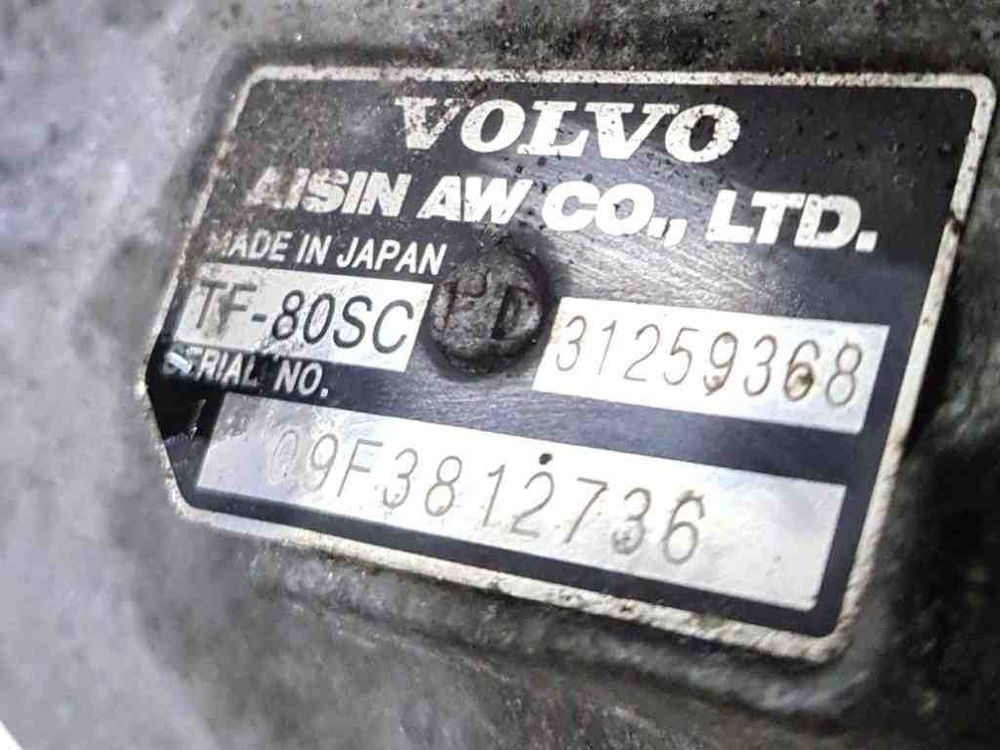 VOLVO
AISIN AW CO., LTD.
MADE IN JAPAN
TF-80SC 31259368
SERIAL NO.
09F3812736